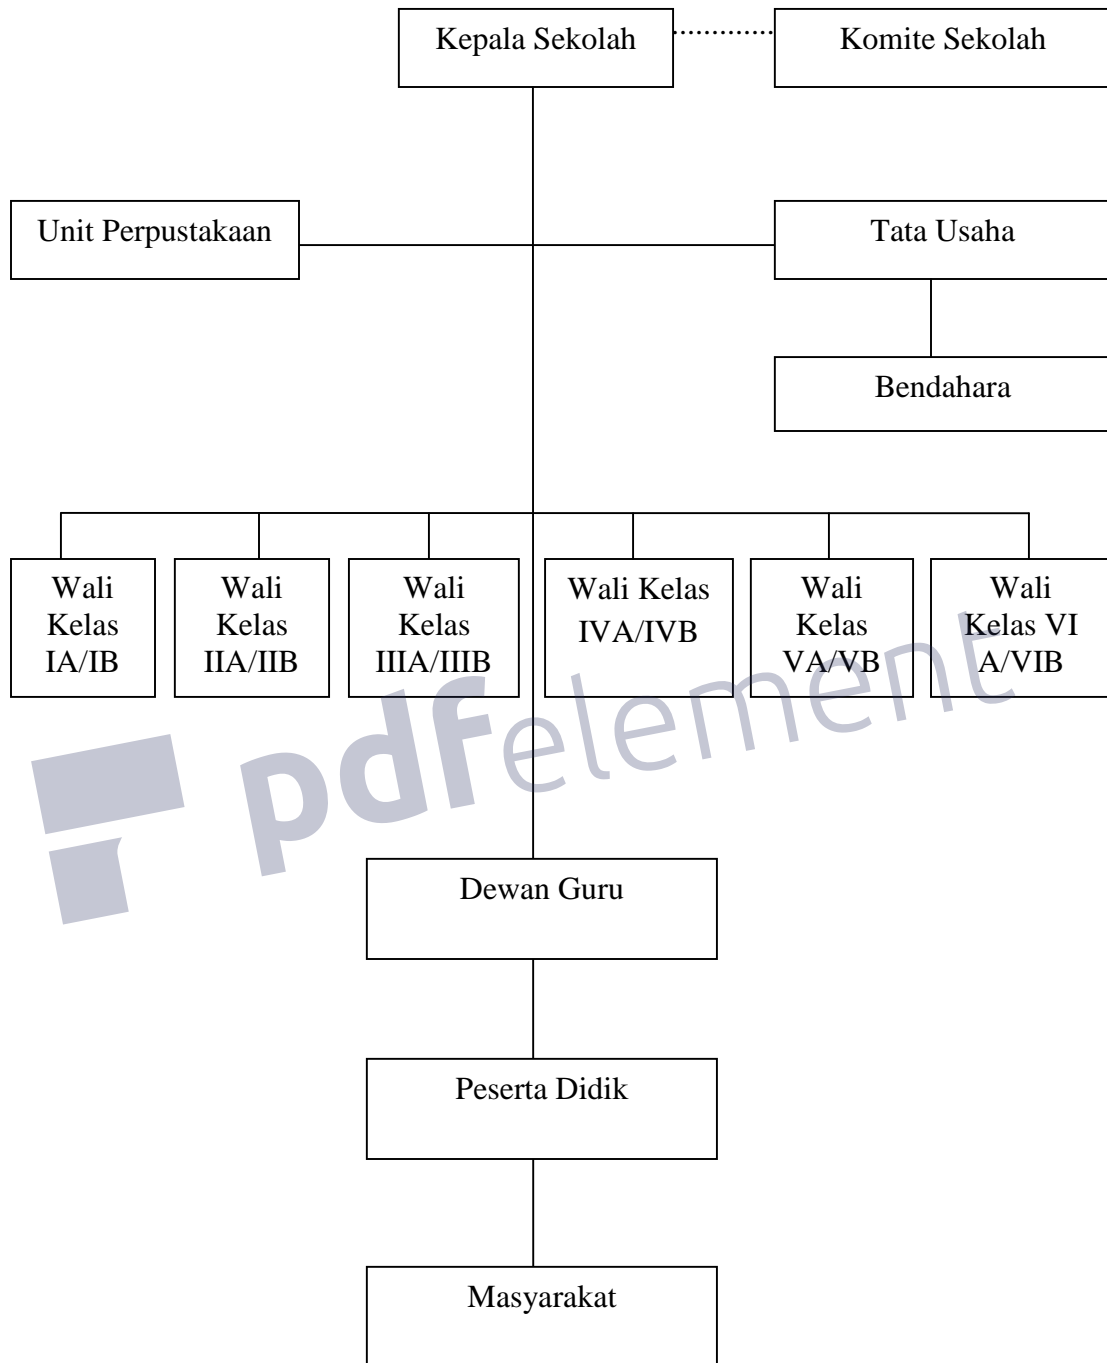 Kepala Sekolah
Komite Sekolah
Unit Perpustakaan
Tata Usaha
Bendahara
Wali
Kelas
IA/IB
Wali
Kelas
IIA/IIB
Wali
Kelas
IIIA/IIIB
Wali Kelas
IVA/IVB
Wali
Kelas
VA/VB
Wali
Kelas VI
A/VIB
pdfelement
Dewan Guru
Peserta Didik
Masyarakat